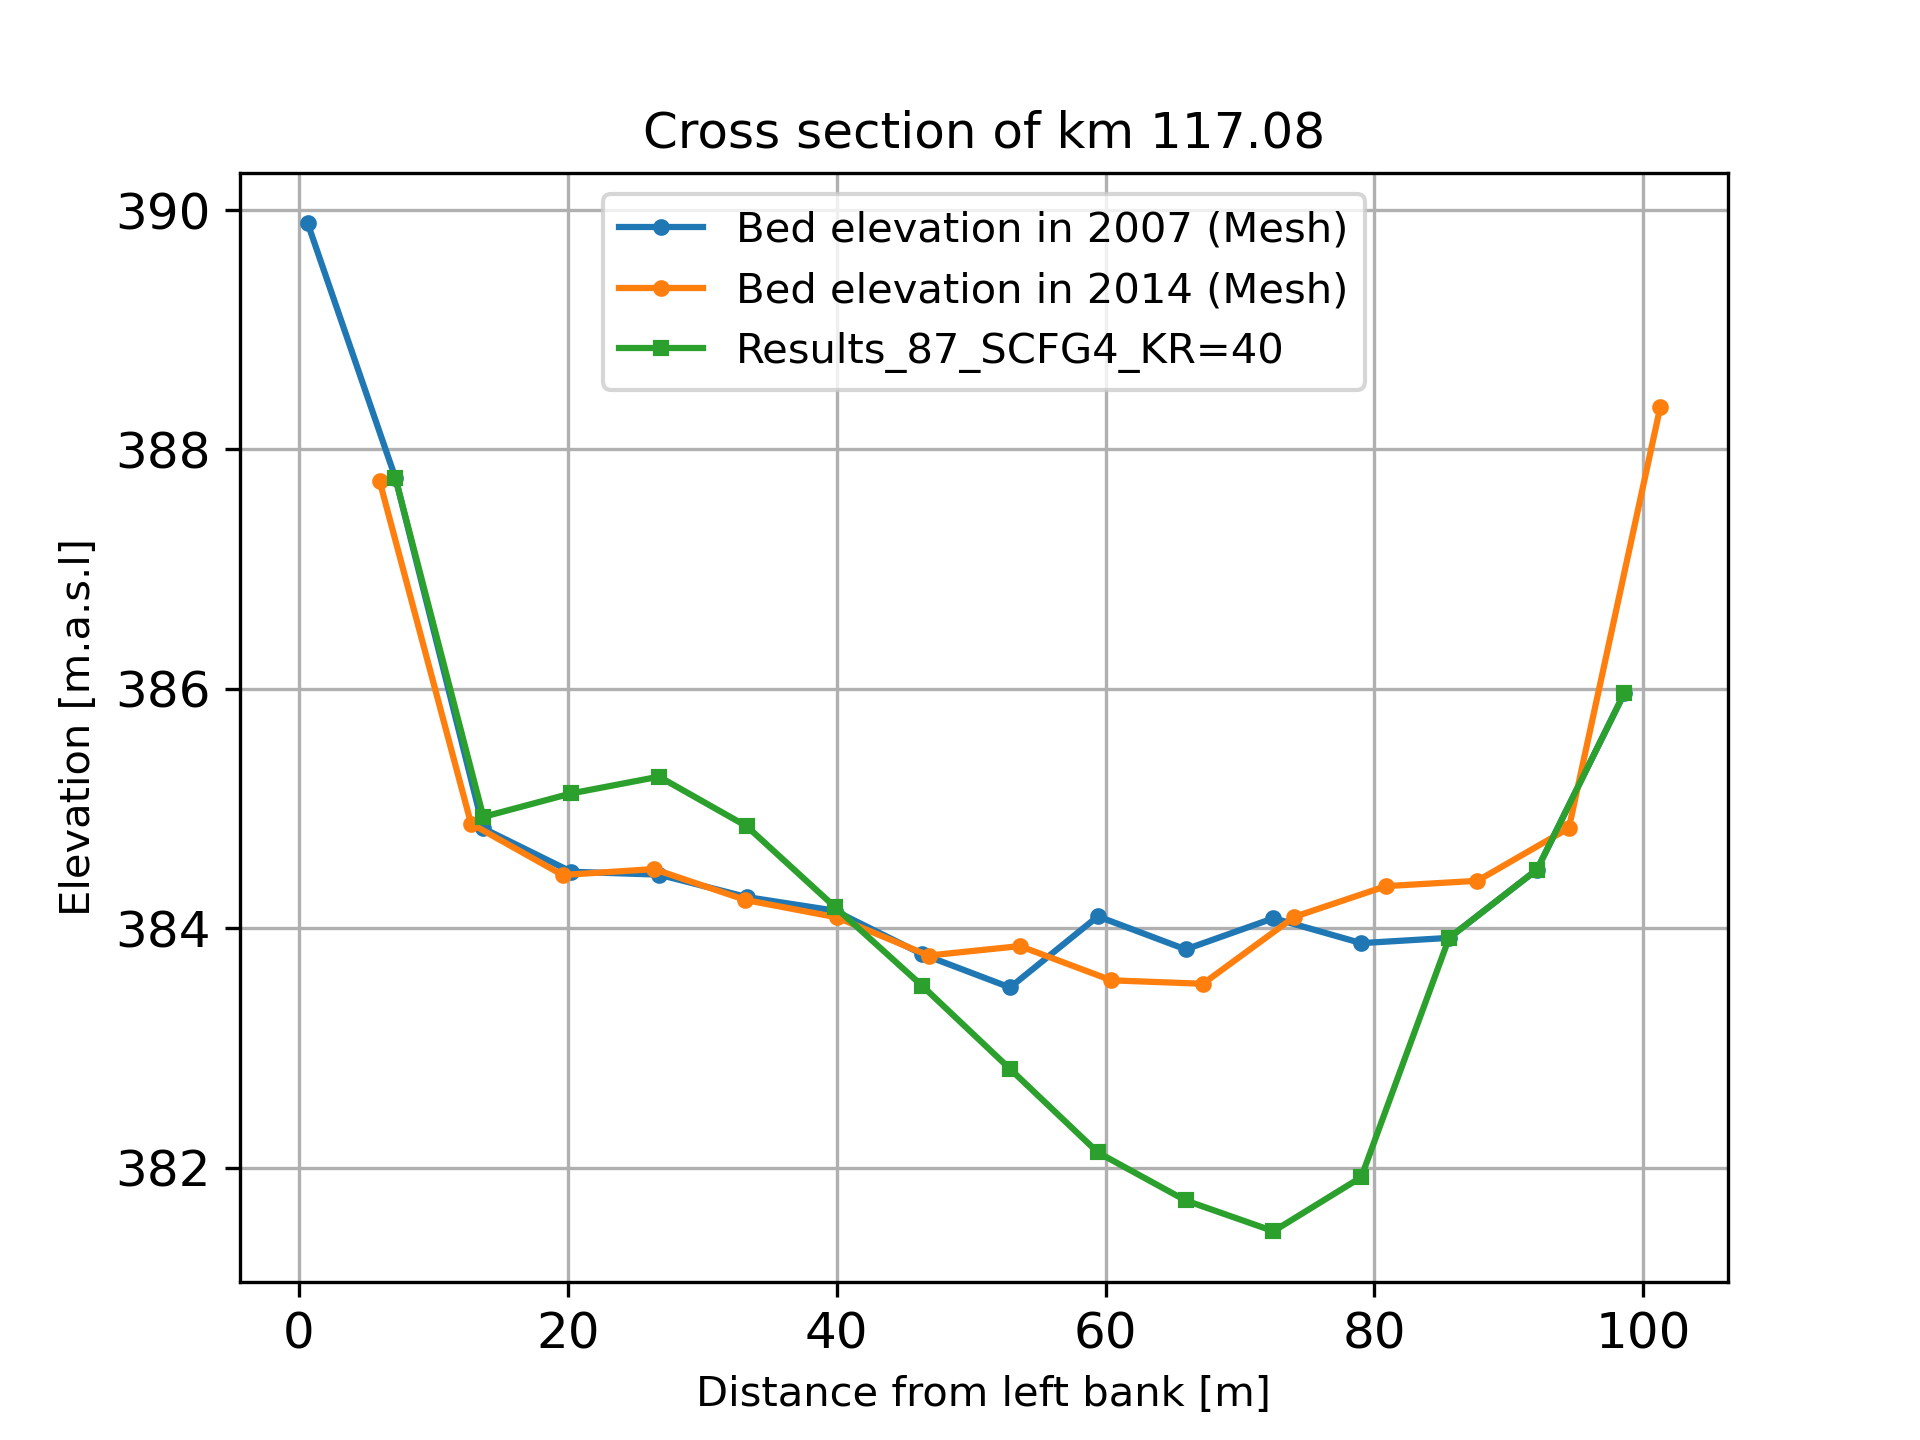 Cross section of km 117.08
Bed elevation in 2007 (Mesh)
Bed elevation in 2014 (Mesh)
Results_87_SCFG4_KR=40
Elevation [m.a.s.l]
390
388
386
384
382
0 20 40 60 80 100
Distance from left bank [m]